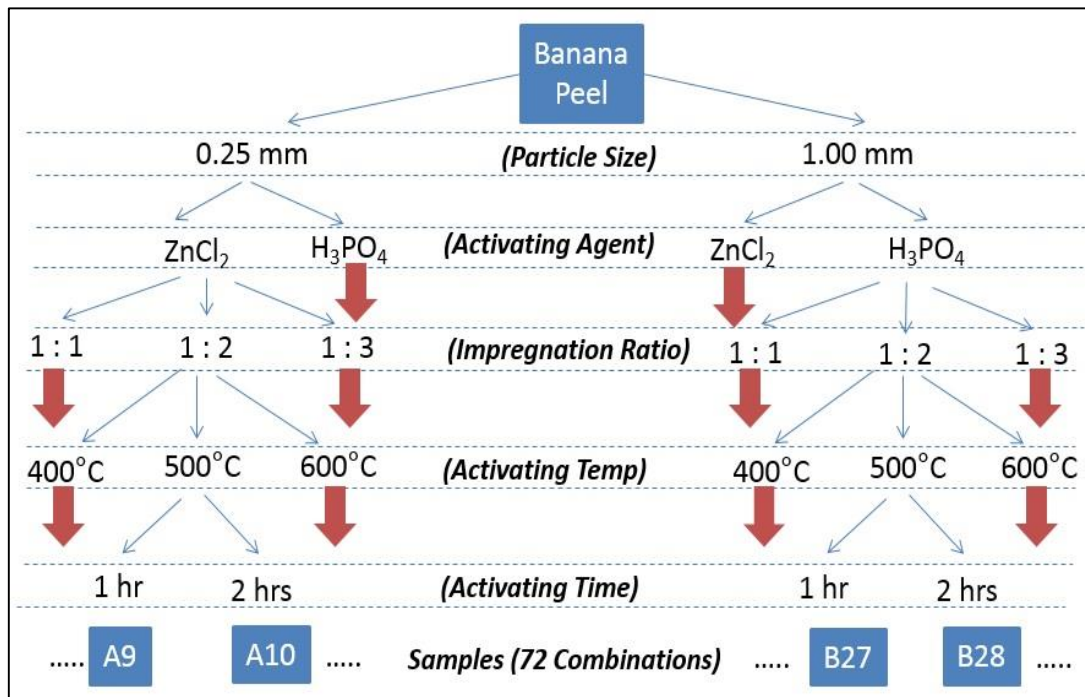 Banana
Peel
0.25 mm (Particle Size) 1.00 mm
ZnCl₂ H₃PO₄ (Activating Agent) ZnCl₂ H₃PO₄
1 : 1 1 : 2 1 : 3 (Impregnation Ratio) 1 : 1 1 : 2 1 : 3
400°C 500°C 600°C (Activating Temp) 400°C 500°C 600°C
1 hr 2 hrs (Activating Time) 1 hr 2 hrs
..... A9 A10 ..... Samples (72 Combinations) ..... B27 B28 .....